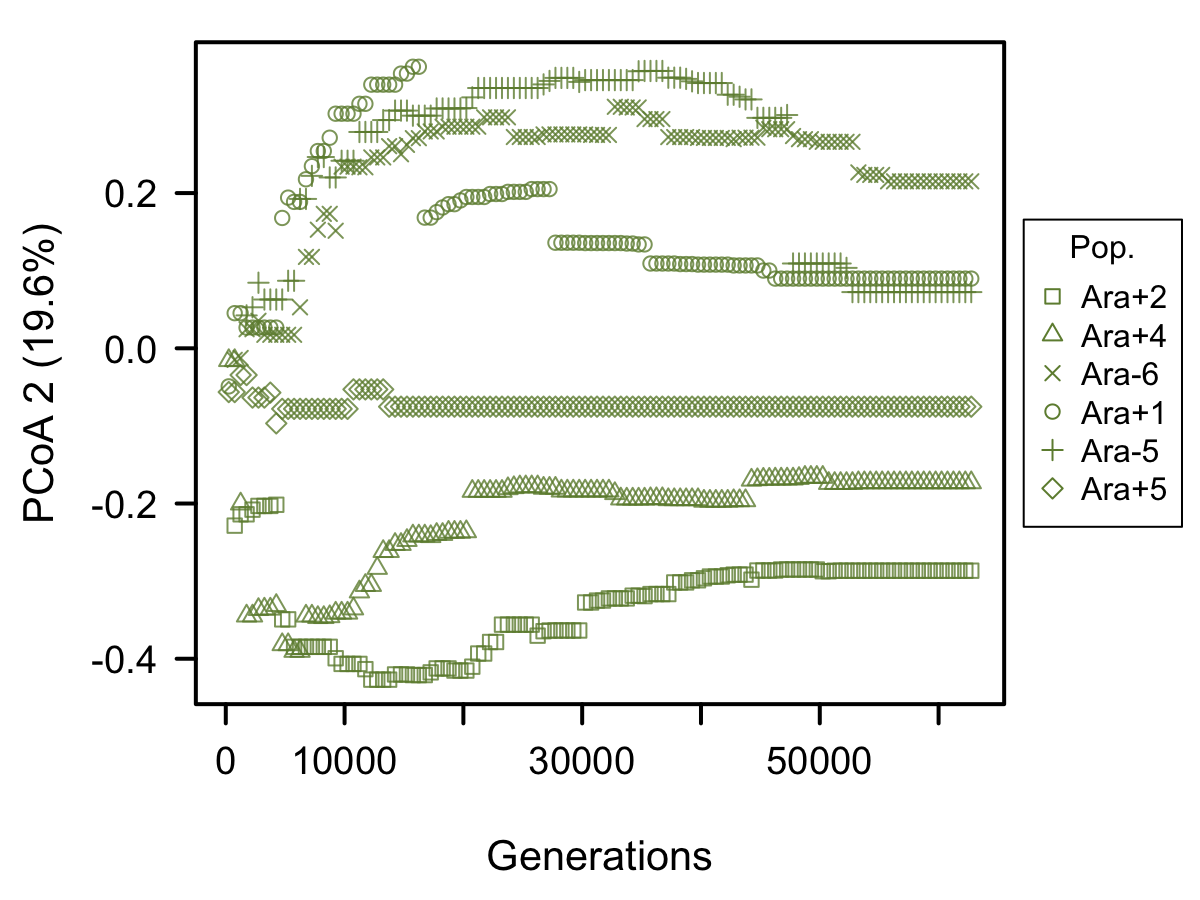 PCoA 2 (19.6%)
0.2
0.0
-0.2
-0.4
0 10000 30000 50000
Generations
Pop.
Ara+2
Ara+4
Ara-6
Ara+1
Ara-5
Ara+5